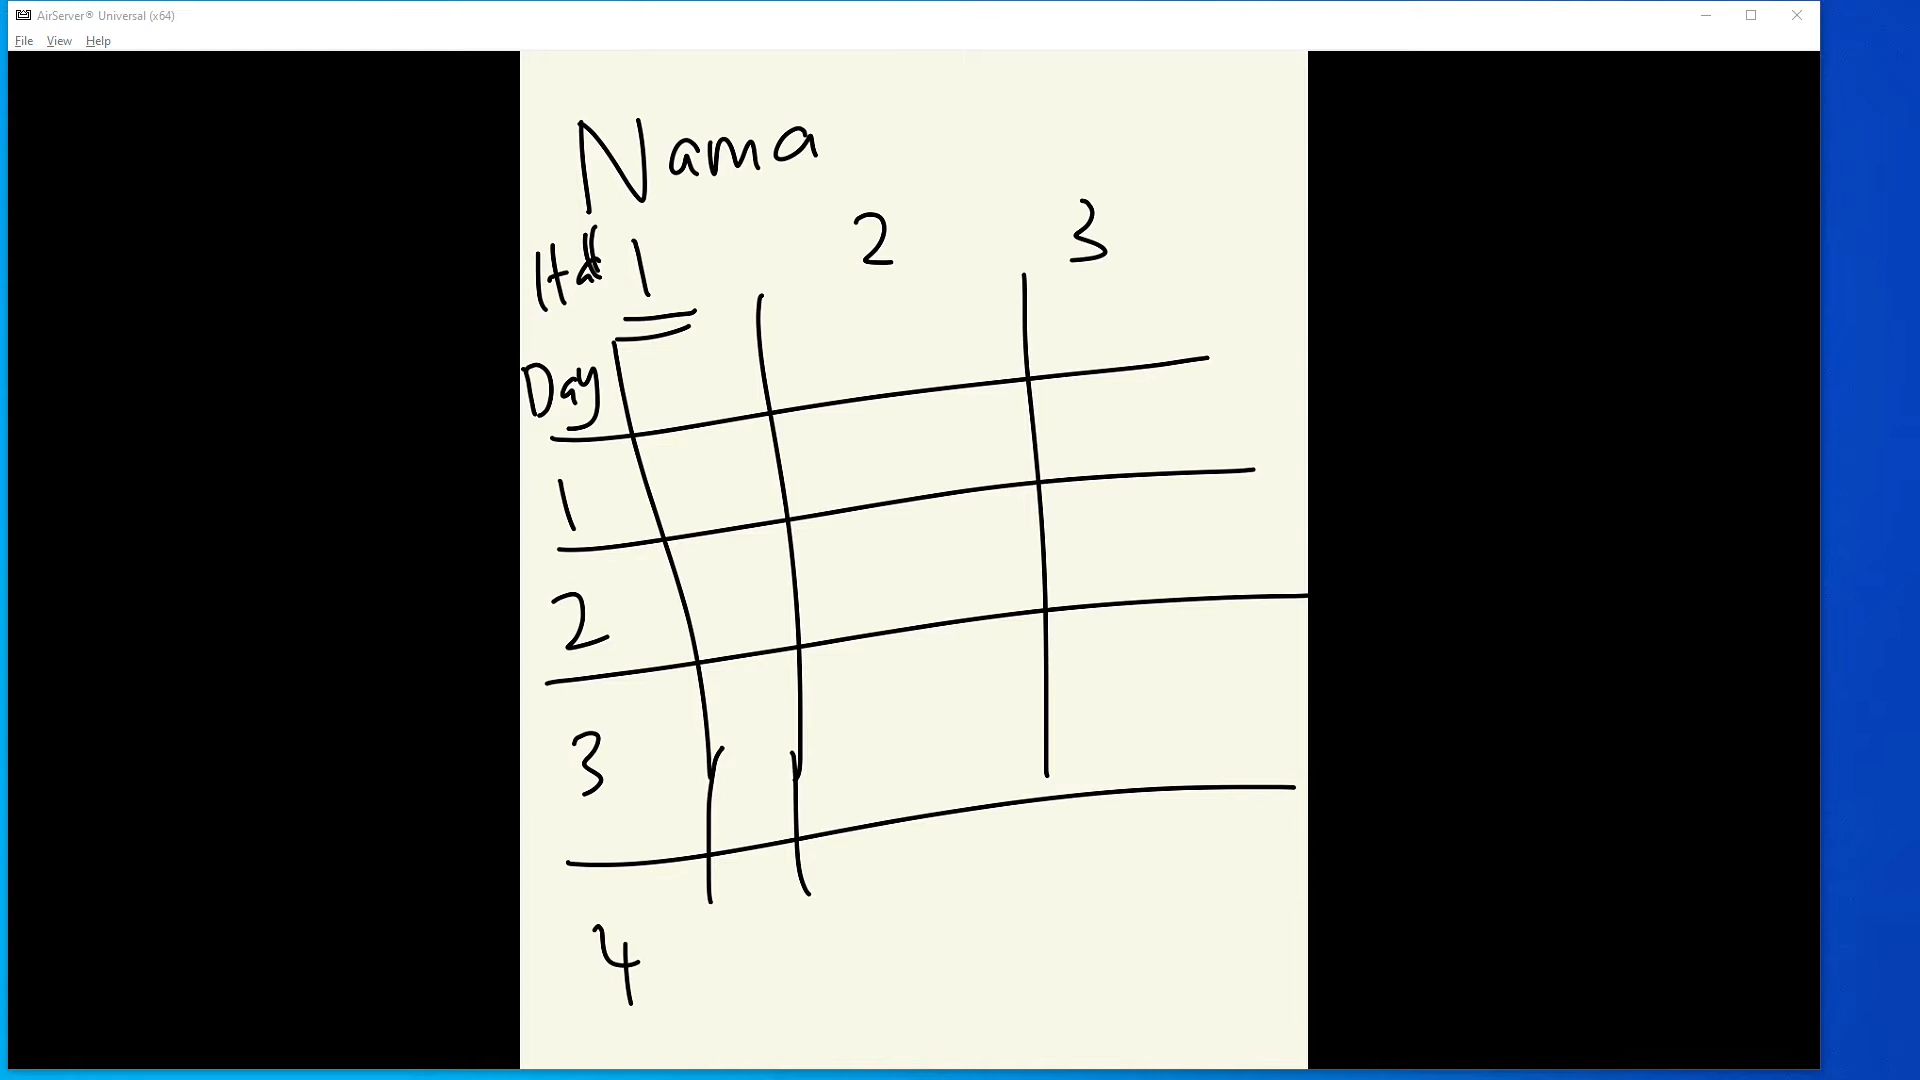 AirServer® Universal (x64)
File View Help
Nama
1 2 3
Day
1
2
3
4